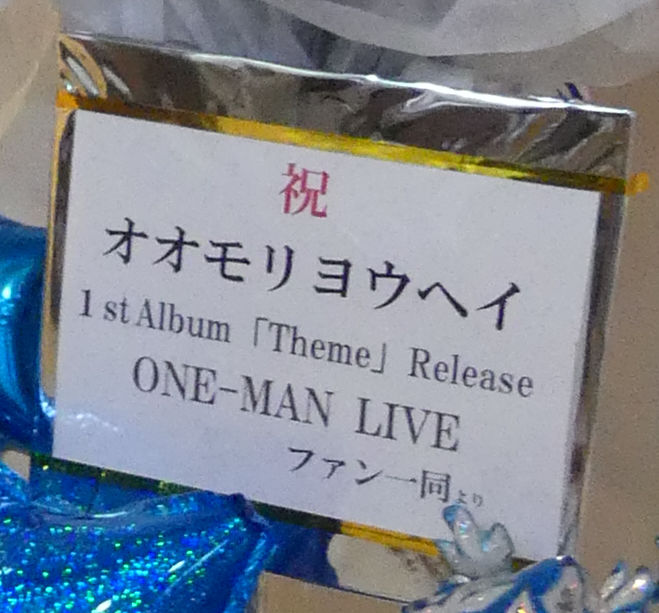 祝
オオモリヨウヘイ
1st Album「Theme」Release
ONE-MAN LIVE
ファン一同より